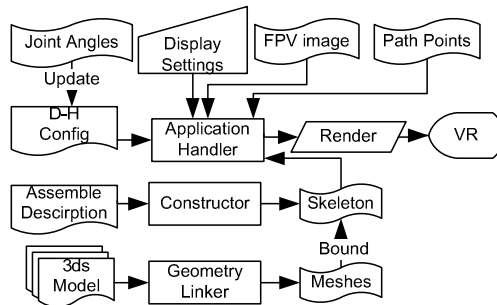 Joint Angles
Display
Settings
FPV image
Path Points
Update
D-H
Config
Application
Handler
Render
VR
Assemble
Descirption
Constructor
Skeleton
Bound
3ds
Model
Geometry
Linker
Meshes